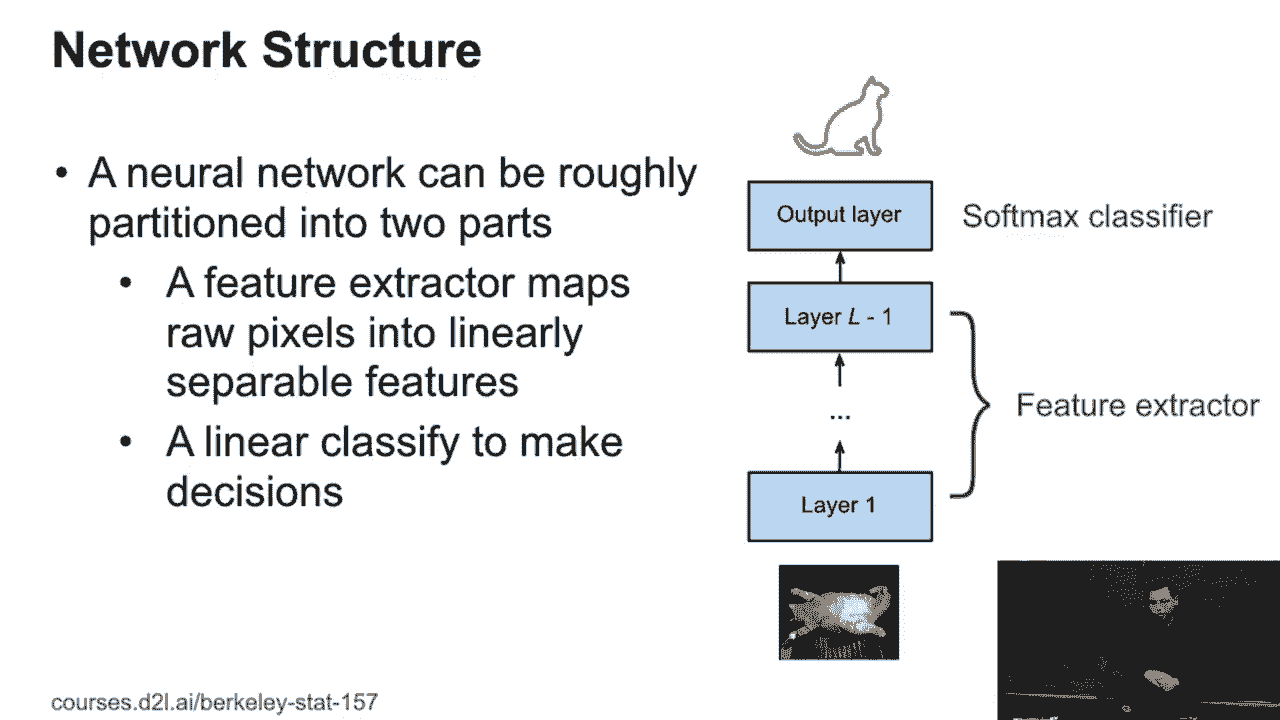 Network Structure
• A neural network can be roughly
partitioned into two parts
• A feature extractor maps
raw pixels into linearly
separable features
• A linear classify to make
decisions
Output layer
Softmax classifier
Layer L - 1
...
Feature extractor
Layer 1
courses.d2l.ai/berkeley-stat-157